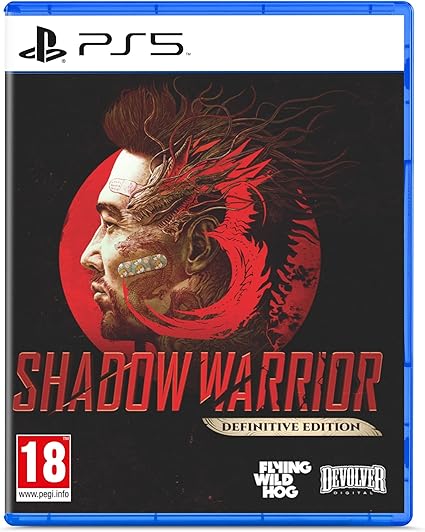 PS5
SHADOW WARRIOR
DEFINITIVE EDITION
18
www.pegi.info
FLYING
WILD
HOG
DEVOLVER
DIGITAL